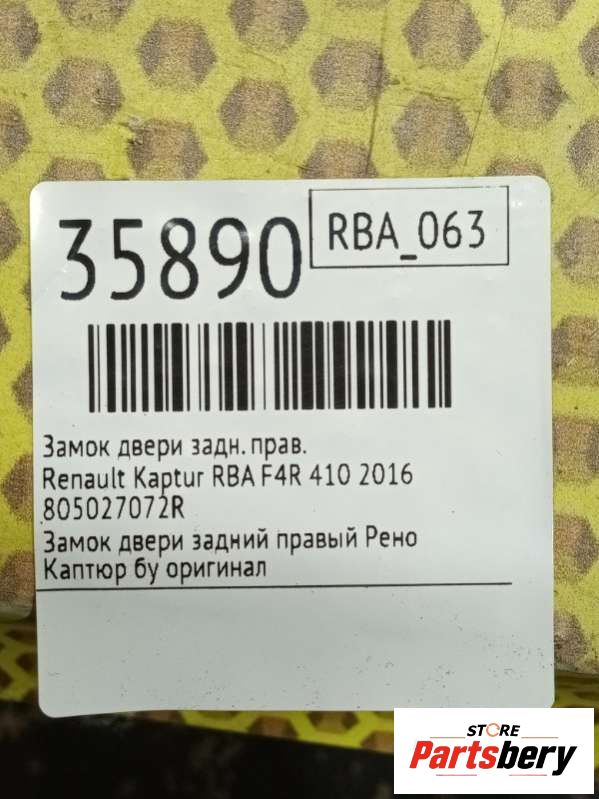 35890
RBA_063
Замок двери задн. прав.
Renault Kaptur RBA F4R 410 2016
805027072R
Замок двери задний правый Рено
Каптюр бу оригинал
STORE
Partsbery